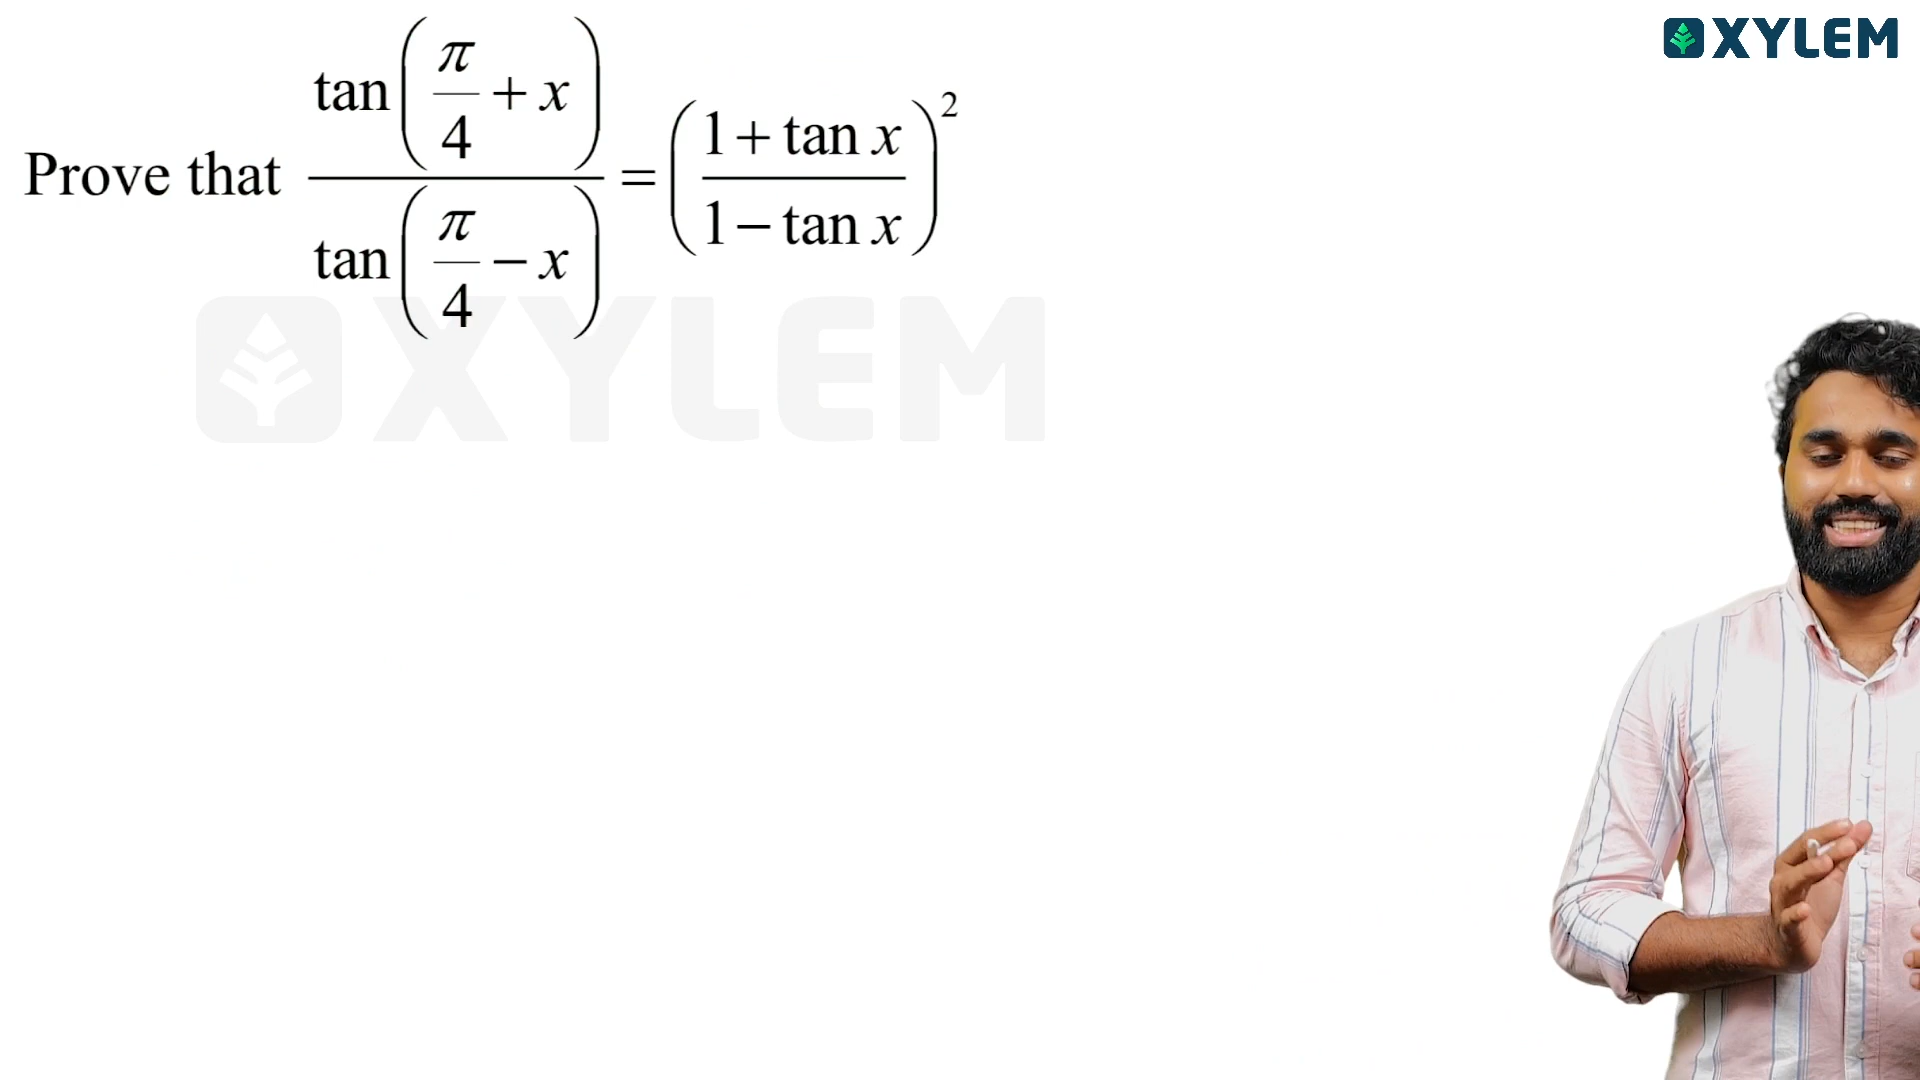 XYLEM
Prove that tan(π/4 + x) / tan(π/4 − x) = ((1 + tan x) / (1 − tan x))²
XYLEM